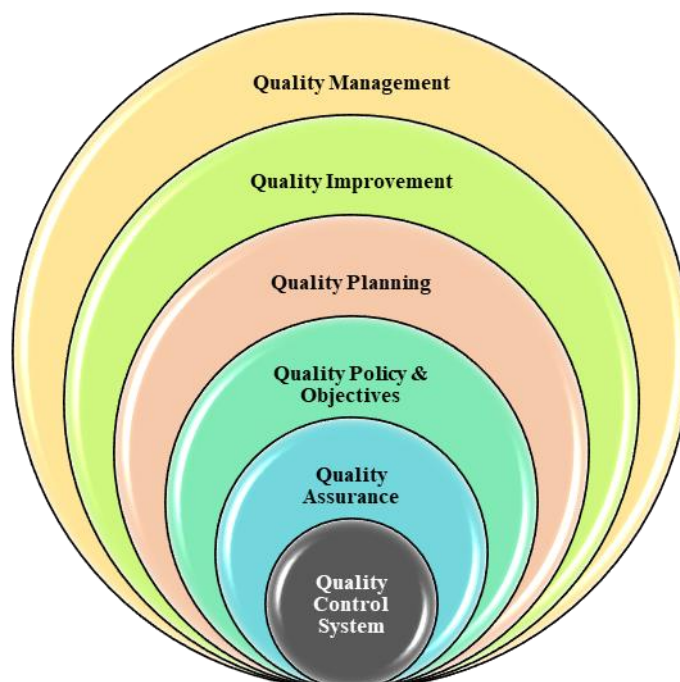 Quality Management
Quality Improvement
Quality Planning
Quality Policy &
Objectives
Quality
Assurance
Quality
Control
System